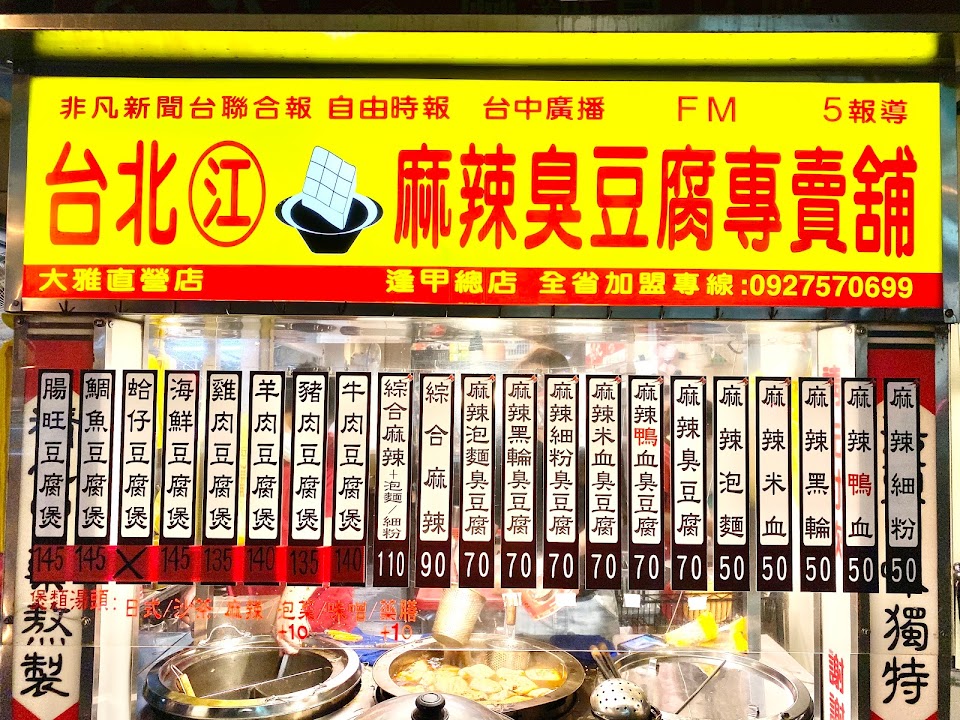 非凡新聞台聯合報 自由時報 台中廣播 FM 5報導
台北江 麻辣臭豆腐專賣舖
大雅直營店 逢甲總店 全省加盟專線:0927570699
腸旺豆腐煲 145
鯛魚豆腐煲 145
蛤仔豆腐煲 X
海鮮豆腐煲 145
雞肉豆腐煲 135
羊肉豆腐煲 140
豬肉豆腐煲 135
牛肉豆腐煲 140
綜合麻辣+泡麵/細粉 110
綜合麻辣 90
麻辣泡麵臭豆腐 70
麻辣黑輪臭豆腐 70
麻辣細粉臭豆腐 70
麻辣米血臭豆腐 70
麻辣鴨血臭豆腐 70
麻辣臭豆腐 70
麻辣泡麵 50
麻辣米血 50
麻辣黑輪 50
麻辣鴨血 50
麻辣細粉 50
煲類湯頭:日式/沙茶/麻辣/泡菜/味噌/藥膳
+10 +10
熬製
獨特